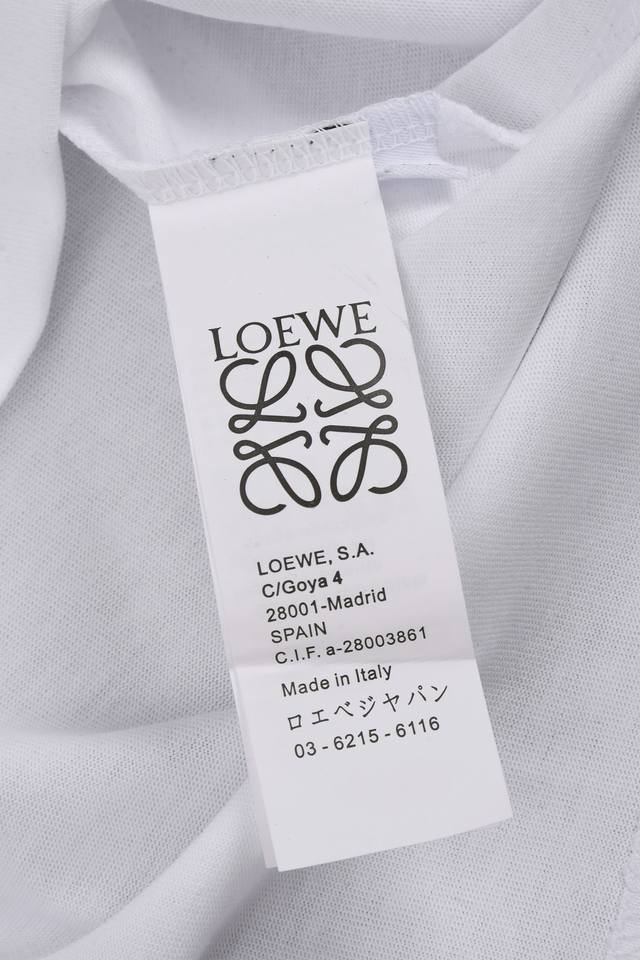 LOEWE
LOEWE, S.A.
C/Goya 4
28001-Madrid
SPAIN
C.I.F. a-28003861
Made in Italy
ロエベジャパン
03 - 6215 - 6116